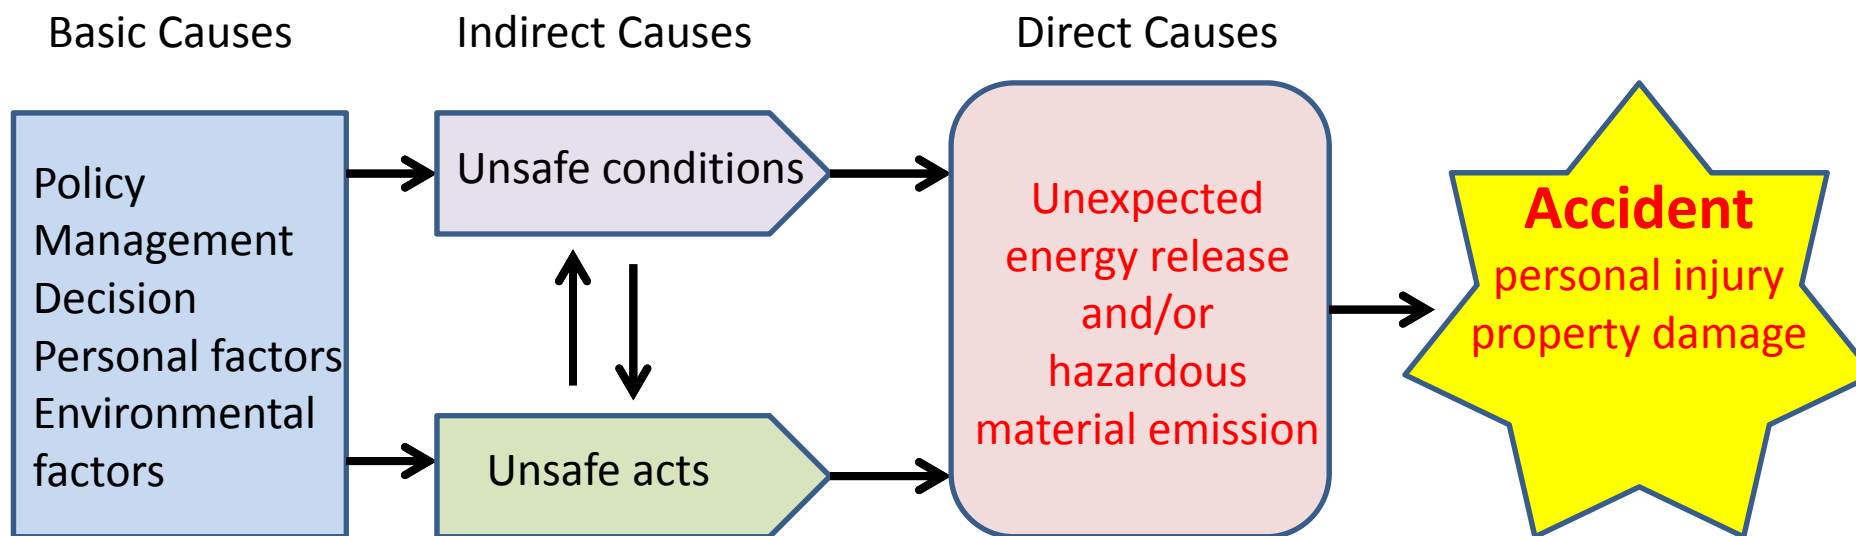 Basic Causes
Indirect Causes
Direct Causes
Policy
Management
Decision
Personal factors
Environmental
factors
Unsafe conditions
Unsafe acts
Unexpected
energy release
and/or
hazardous
material emission
Accident
personal injury
property damage